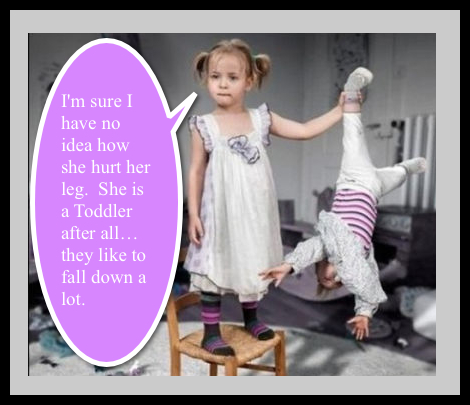 I'm sure I
have no
idea how
she hurt her
leg.  She is
a Toddler
after all…
they like to
fall down a
lot.